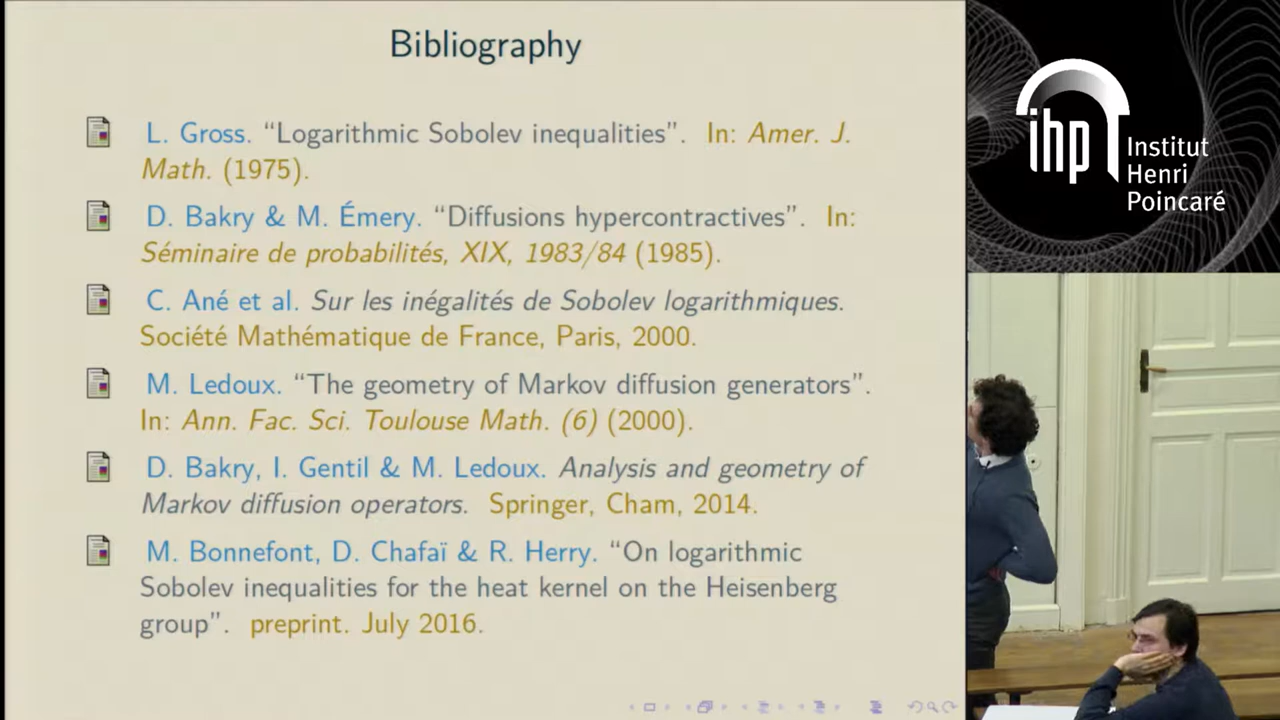 Bibliography
L. Gross. “Logarithmic Sobolev inequalities”. In: Amer. J.
Math. (1975).
D. Bakry & M. Émery. “Diffusions hypercontractives”. In:
Séminaire de probabilités, XIX, 1983/84 (1985).
C. Ané et al. Sur les inégalités de Sobolev logarithmiques.
Société Mathématique de France, Paris, 2000.
M. Ledoux. “The geometry of Markov diffusion generators”.
In: Ann. Fac. Sci. Toulouse Math. (6) (2000).
D. Bakry, I. Gentil & M. Ledoux. Analysis and geometry of
Markov diffusion operators. Springer, Cham, 2014.
M. Bonnefont, D. Chafaï & R. Herry. “On logarithmic
Sobolev inequalities for the heat kernel on the Heisenberg
group”. preprint. July 2016.
ihp
Institut
Henri
Poincaré